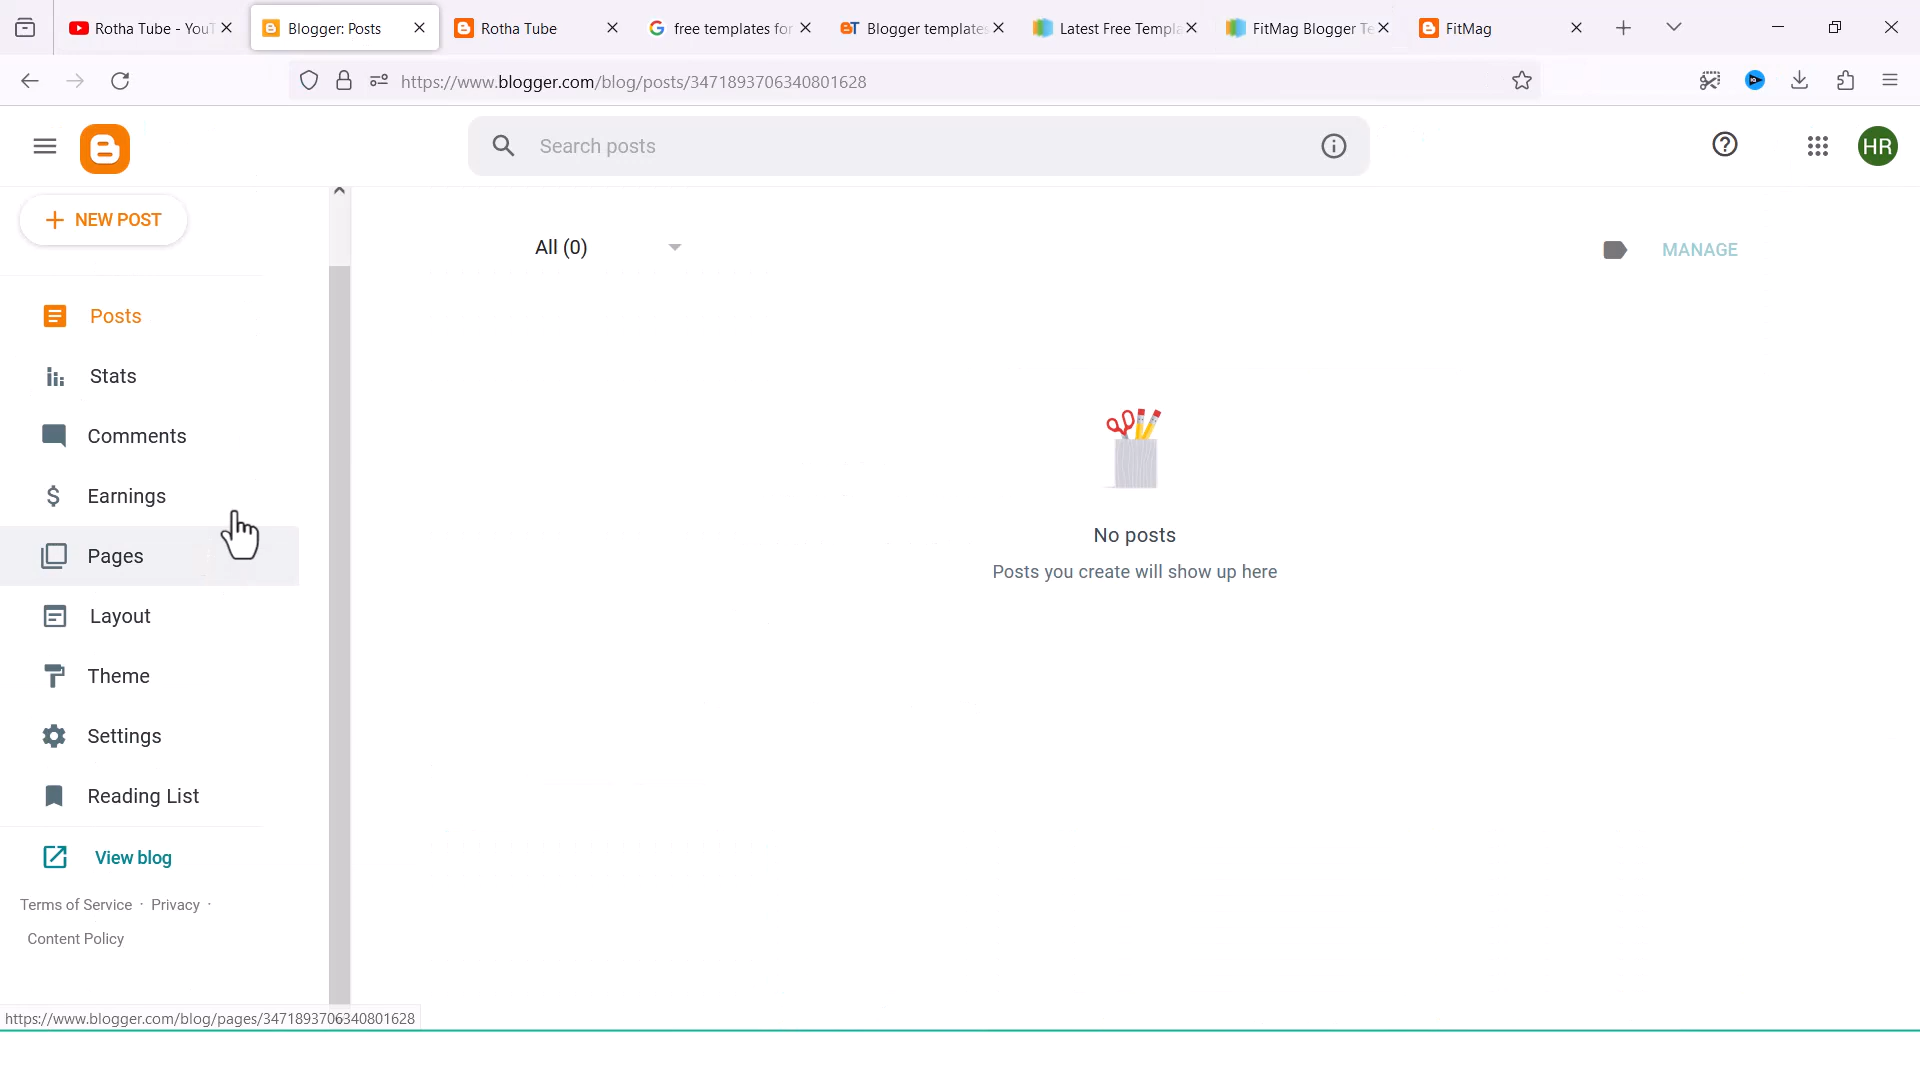 Rotha Tube - YouT
Blogger: Posts
Rotha Tube
free templates for
Blogger templates
Latest Free Templa
FitMag Blogger Te
FitMag
https://www.blogger.com/blog/posts/3471893706340801628
Search posts
HR
NEW POST
All (0)
MANAGE
Posts
Stats
Comments
Earnings
Pages
Layout
Theme
Settings
Reading List
View blog
Terms of Service · Privacy ·
Content Policy
No posts
Posts you create will show up here
https://www.blogger.com/blog/pages/3471893706340801628